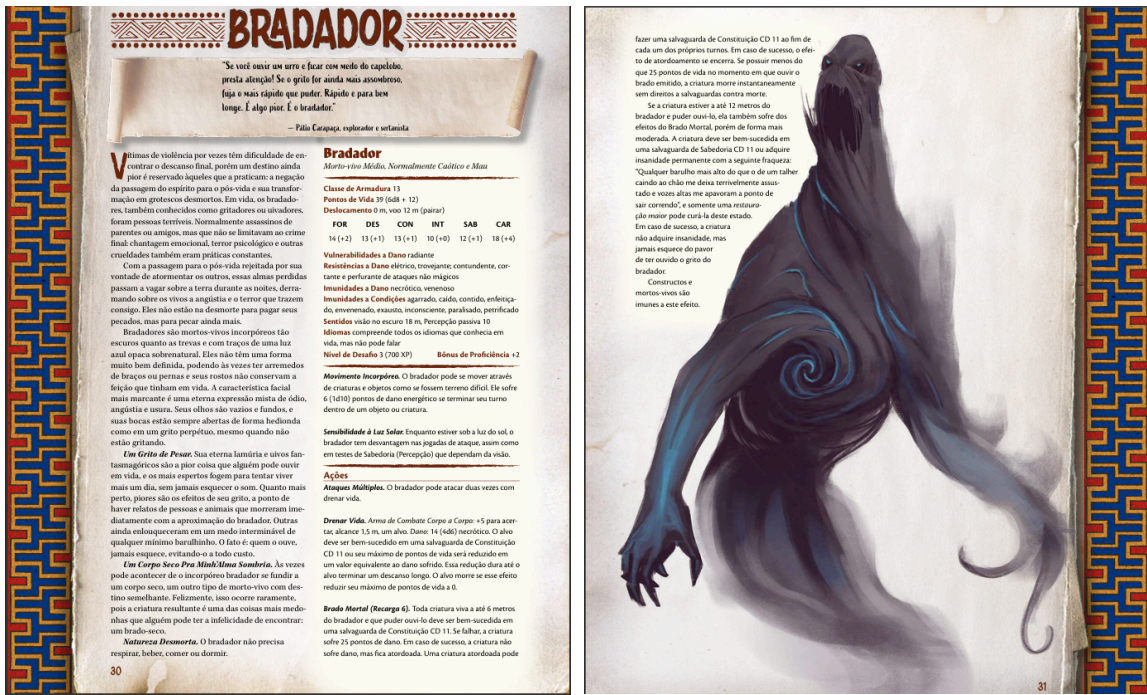 BRADADOR
"Se você ouvir um urro e ficar com medo do capelobo,
presta atenção! Se o grito for ainda mais assombroso,
fuja o mais rápido que puder. Rápido e para bem
longe. É algo pior. É o bradador."
— Pátio Carapaça, explorador e sertanista
Vítimas de violência por vezes têm dificuldade de en-
contrar o descanso final, porém um destino ainda
pior é reservado àqueles que a praticam: a negação
da passagem do espírito para o pós-vida e sua transfor-
mação em grotescos desmortos. Em vida, os bradado-
res, também conhecidos como gritadores ou uivadores,
foram pessoas terríveis. Normalmente assassinos de
parentes ou amigos, mas que não se limitavam ao crime
final: chantagem emocional, terror psicológico e outras
crueldades também eram práticas constantes.
Com a passagem para o pós-vida rejeitada por sua
vontade de atormentar os outros, essas almas perdidas
passam a vagar sobre a terra durante as noites, derra-
mando sobre os vivos a angústia e o terror que trazem
consigo. Eles não estão na desmorte para pagar seus
pecados, mas para pecar ainda mais.
Bradadores são mortos-vivos incorpóreos tão
escuros quanto as trevas e com traços de uma luz
azul opaca sobrenatural. Eles não têm uma forma
muito bem definida, podendo às vezes ter arremedos
de braços ou pernas e seus rostos não conservam a
feição que tinham em vida. A característica facial
mais marcante é uma eterna expressão mista de ódio,
angústia e usura. Seus olhos são vazios e fundos, e
suas bocas estão sempre abertas de forma hedionda
como em um grito perpétuo, mesmo quando não
estão gritando.
Um Grito de Pesar. Sua eterna lamúria e uivos fan-
tasmagóricos são a pior coisa que alguém pode ouvir
em vida, e os mais espertos fogem para tentar viver
mais um dia, sem jamais esquecer o som. Quanto mais
perto, piores são os efeitos de seu grito, a ponto de
haver relatos de pessoas e animais que morreram ime-
diatamente com a aproximação do bradador. Outras
ainda enlouqueceram em um medo interminável de
qualquer mínimo barulhinho. O fato é: quem o ouve,
jamais esquece, evitando-o a todo custo.
Um Corpo Seco Pra Minh'Alma Sombria. Às vezes
pode acontecer de o incorpóreo bradador se fundir a
um corpo seco, um outro tipo de morto-vivo com des-
tino semelhante. Felizmente, isso ocorre raramente,
pois a criatura resultante é uma das coisas mais medo-
nhas que alguém pode ter a infelicidade de encontrar:
um brado-seco.
Natureza Desmorta. O bradador não precisa
respirar, beber, comer ou dormir.
30
Bradador
Morto-vivo Médio, Normalmente Caótico e Mau
Classe de Armadura 13
Pontos de Vida 39 (6d8 + 12)
Deslocamento 0 m, voo 12 m (pairar)
FOR DES CON INT SAB CAR
14 (+2) 13 (+1) 13 (+1) 10 (+0) 12 (+1) 18 (+4)
Vulnerabilidades a Dano radiante
Resistências a Dano elétrico, trovejante; contundente, cor-
tante e perfurante de ataques não mágicos
Imunidades a Dano necrótico, venenoso
Imunidades a Condições agarrado, caído, contido, enfeitiça-
do, envenenado, exausto, inconsciente, paralisado, petrificado
Sentidos visão no escuro 18 m, Percepção passiva 10
Idiomas compreende todos os idiomas que conhecia em
vida, mas não pode falar
Nível de Desafio 3 (700 XP) Bônus de Proficiência +2
Movimento Incorpóreo. O bradador pode se mover através
de criaturas e objetos como se fossem terreno difícil. Ele sofre
6 (1d10) pontos de dano energético se terminar seu turno
dentro de um objeto ou criatura.
Sensibilidade à Luz Solar. Enquanto estiver sob a luz do sol, o
bradador tem desvantagem nas jogadas de ataque, assim como
em testes de Sabedoria (Percepção) que dependam da visão.
Ações
Ataques Múltiplos. O bradador pode atacar duas vezes com
drenar vida.
Drenar Vida. Arma de Combate Corpo a Corpo: +5 para acer-
tar, alcance 1,5 m, um alvo. Dano: 14 (4d6) necrótico. O alvo
deve ser bem-sucedido em uma salvaguarda de Constituição
CD 11 ou seu máximo de pontos de vida será reduzido em
um valor equivalente ao dano sofrido. Essa redução dura até o
alvo terminar um descanso longo. O alvo morre se esse efeito
reduzir seu máximo de pontos de vida a 0.
Brado Mortal (Recarga 6). Toda criatura viva a até 6 metros
do bradador e que puder ouvi-lo deve ser bem-sucedida em
uma salvaguarda de Constituição CD 11. Se falhar, a criatura
sofre 25 pontos de dano. Em caso de sucesso, a criatura não
sofre dano, mas fica atordoada. Uma criatura atordoada pode
fazer uma salvaguarda de Constituição CD 11 ao fim de
cada um dos próprios turnos. Em caso de sucesso, o efei-
to de atordoamento se encerra. Se possuir menos do
que 25 pontos de vida no momento em que ouvir o
brado emitido, a criatura morre instantaneamente
sem direitos a salvaguardas contra morte.
Se a criatura estiver a até 12 metros do
bradador e puder ouvi-lo, ela também sofre dos
efeitos do Brado Mortal, porém de forma mais
moderada. A criatura deve ser bem-sucedida em
uma salvaguarda de Sabedoria CD 11 ou adquire
insanidade permanente com a seguinte fraqueza:
"Qualquer barulho mais alto do que o de um talher
caindo ao chão me deixa terrivelmente assus-
tado e vozes altas me apavoram a ponto de
sair correndo", e somente uma restaura-
ção maior pode curá-la deste estado.
Em caso de sucesso, a criatura
não adquire insanidade, mas
jamais esquece do pavor
de ter ouvido o grito do
bradador.
Constructos e
mortos-vivos são
imunes a este efeito.
31